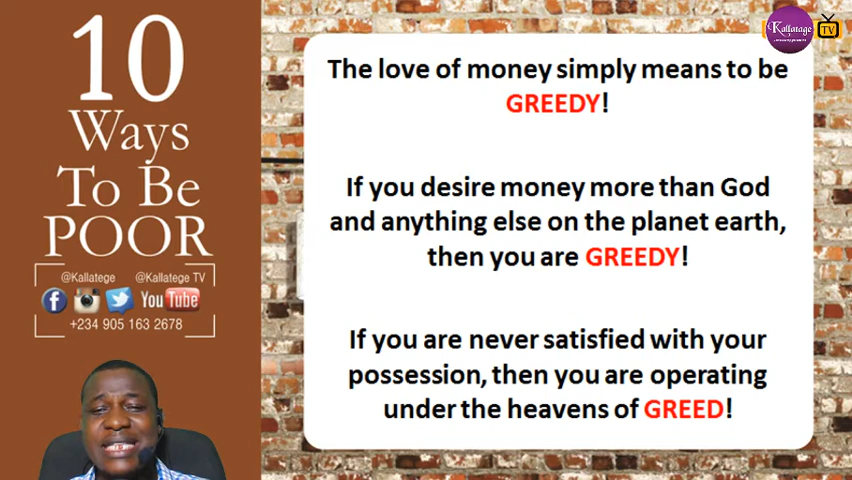 10
Ways
To Be
POOR
@Kallatege @Kallatege TV
You Tube
+234 905 163 2678
Kallatage
TV
The love of money simply means to be
GREEDY!
If you desire money more than God
and anything else on the planet earth,
then you are GREEDY!
If you are never satisfied with your
possession, then you are operating
under the heavens of GREED!